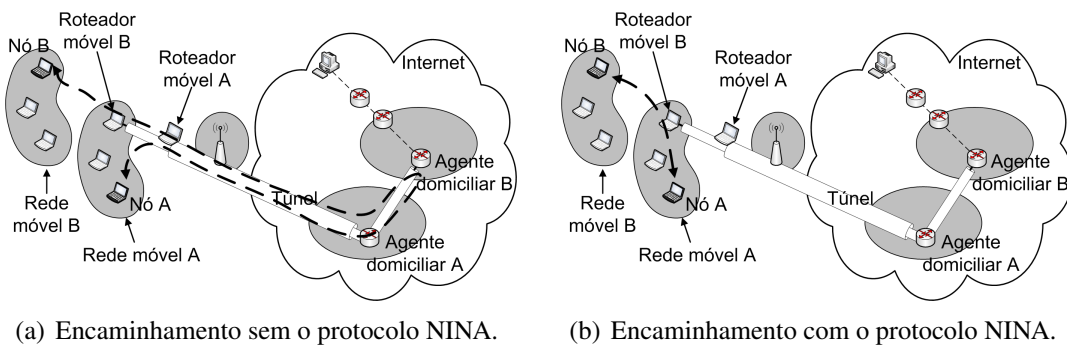 Roteador
móvel B
Nó B
Roteador
móvel A
Internet
Agente
domiciliar B
Túnel
Nó A
Rede
móvel B
Rede móvel A
Agente
domiciliar A
(a) Encaminhamento sem o protocolo NINA.
Roteador
móvel B
Nó B
Roteador
móvel A
Internet
Agente
domiciliar B
Túnel
Nó A
Rede
móvel B
Rede móvel A
Agente
domiciliar A
(b) Encaminhamento com o protocolo NINA.